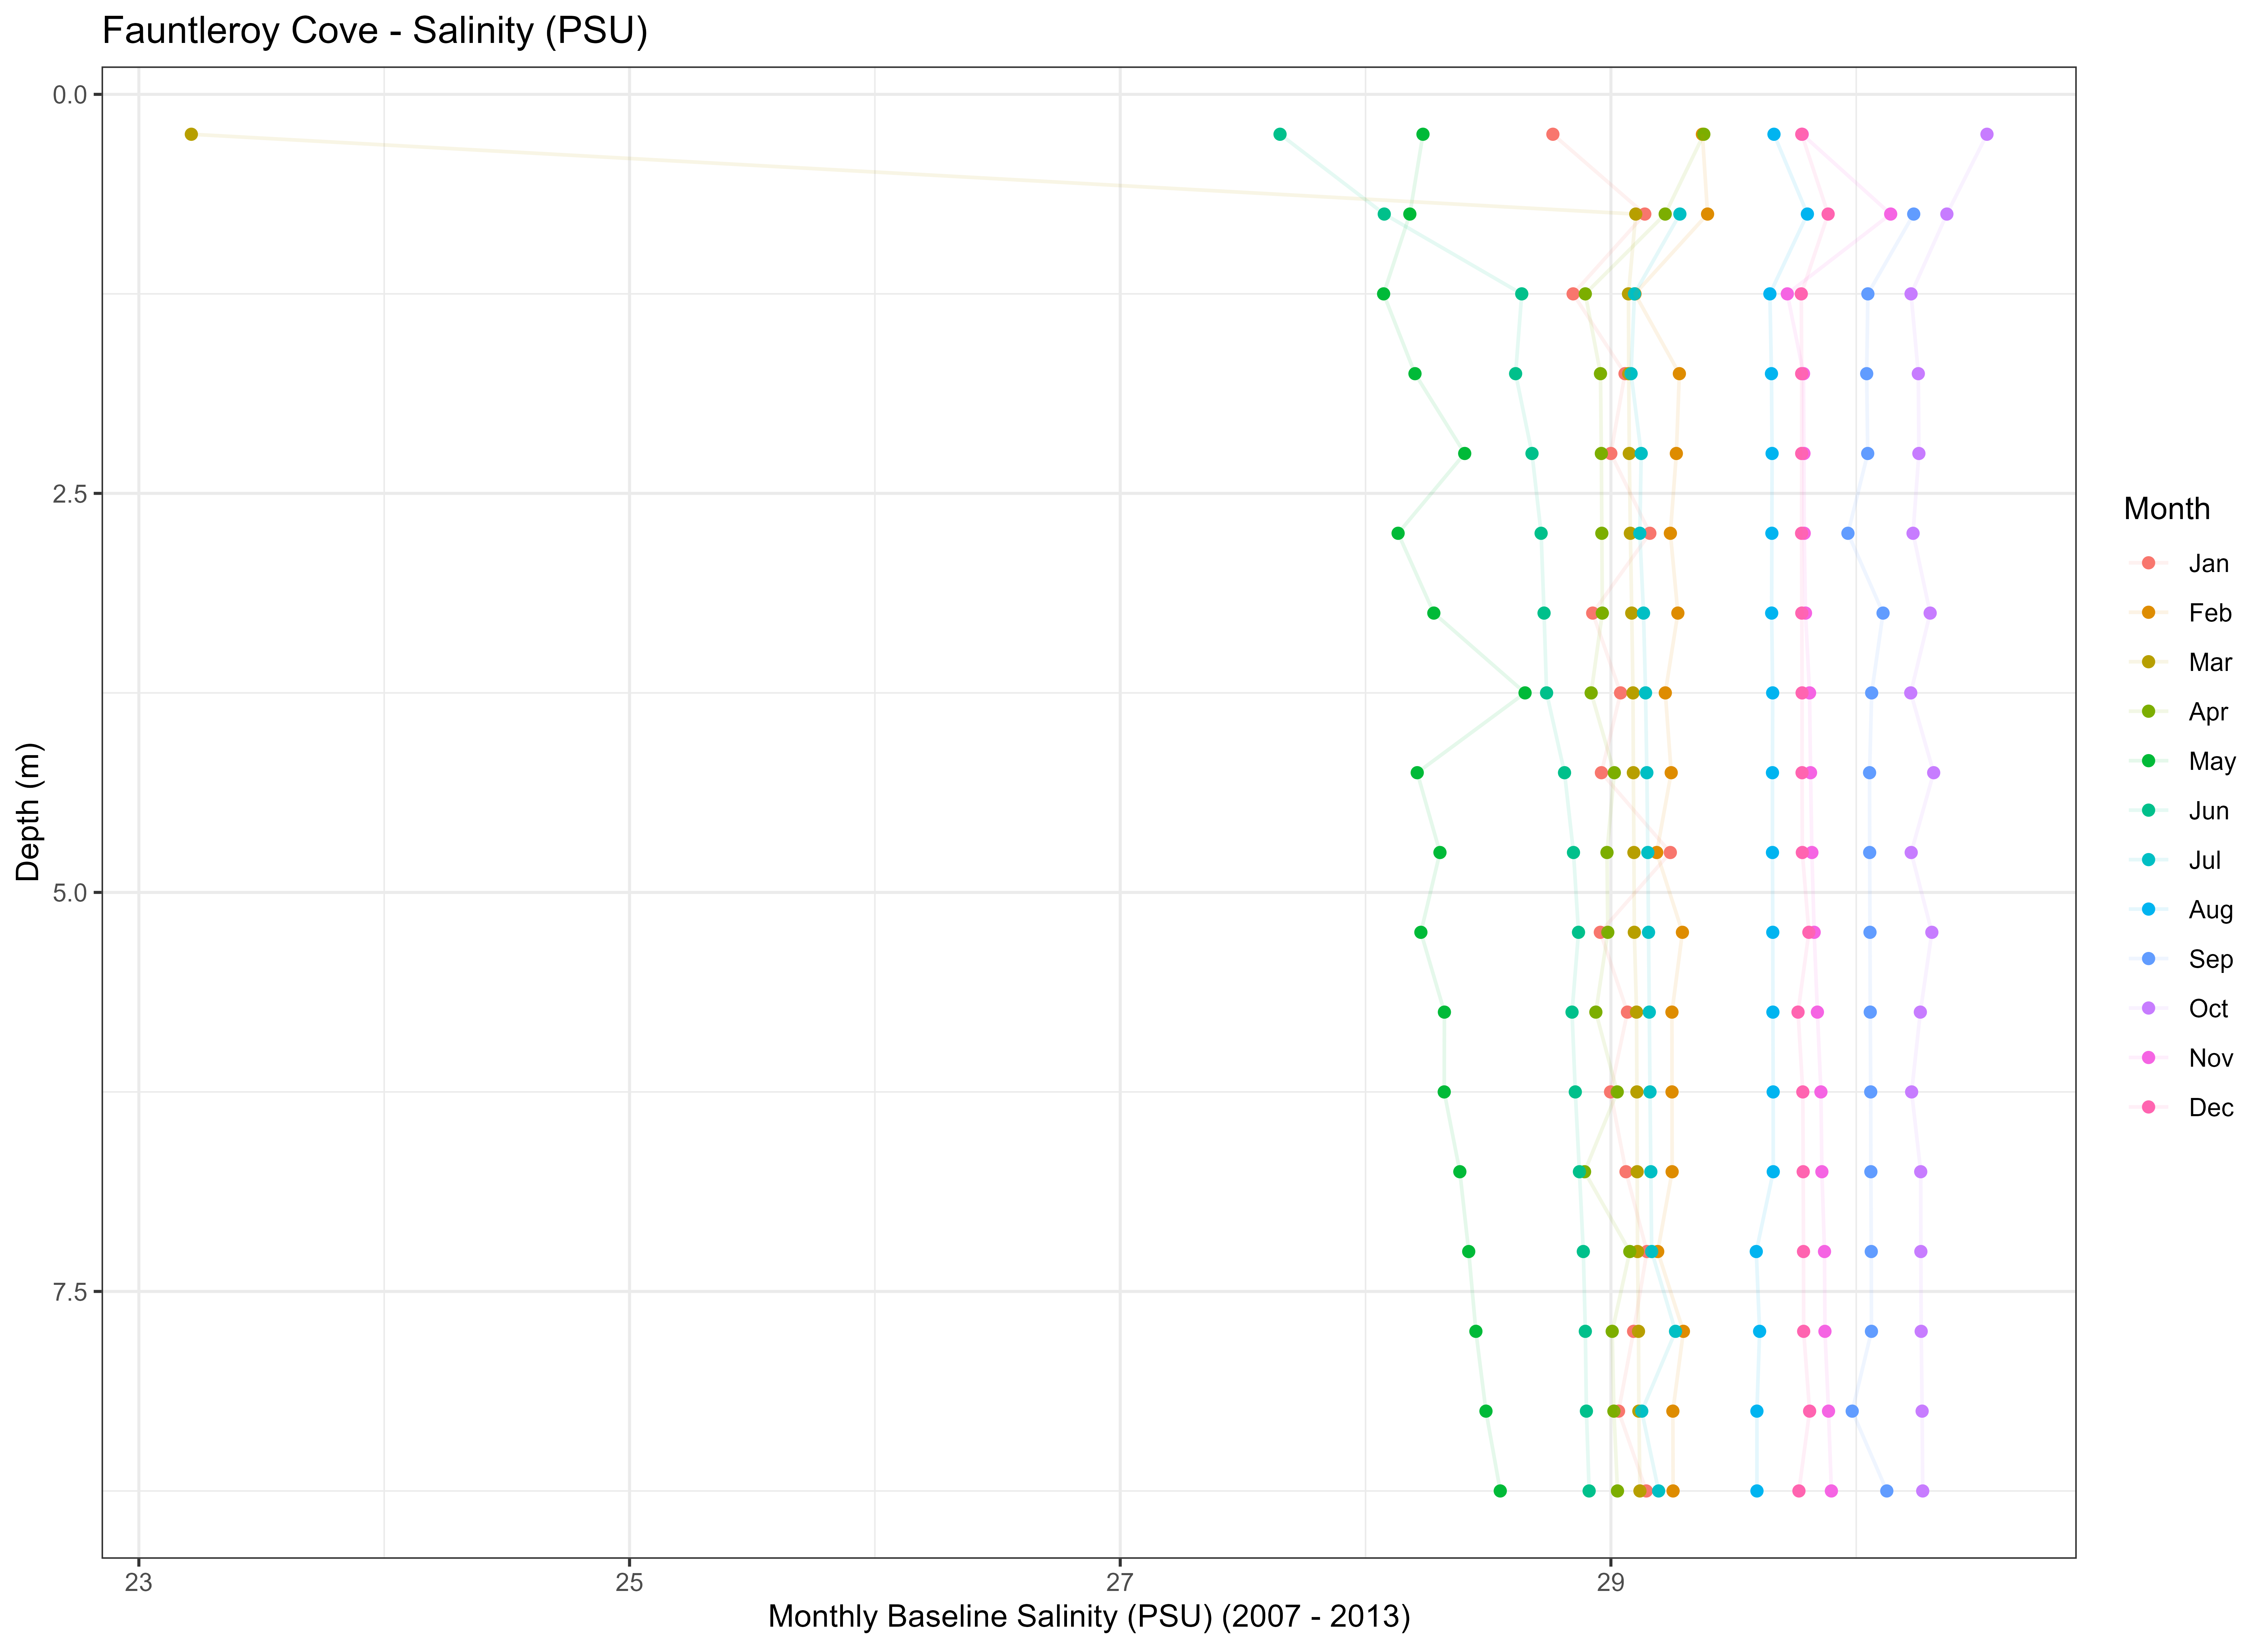 Fauntleroy Cove - Salinity (PSU)
0.0
2.5
5.0
7.5
Depth (m)
23 25 27 29
Monthly Baseline Salinity (PSU) (2007 - 2013)
Month
Jan
Feb
Mar
Apr
May
Jun
Jul
Aug
Sep
Oct
Nov
Dec